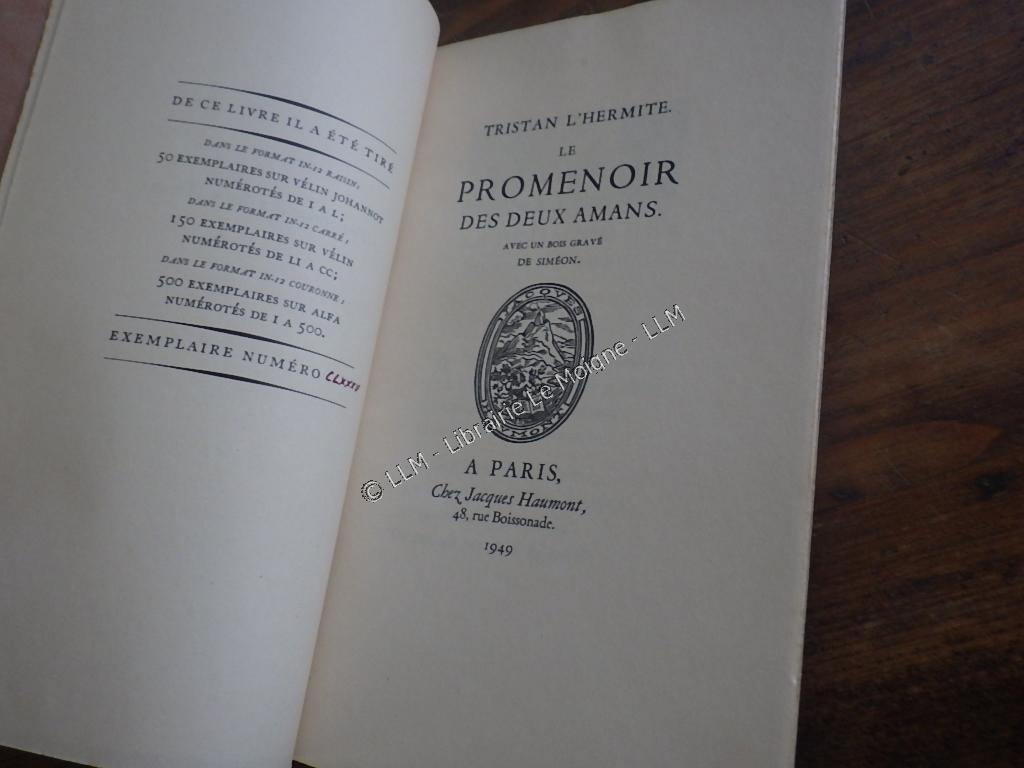 DE CE LIVRE IL A ÉTÉ TIRÉ
DANS LE FORMAT IN-12 RAISIN,
50 EXEMPLAIRES SUR VÉLIN JOHANNOT
NUMÉROTÉS DE I A L;
DANS LE FORMAT IN-12 CARRÉ,
150 EXEMPLAIRES SUR VÉLIN
NUMÉROTÉS DE LI A CC;
DANS LE FORMAT IN-12 COURONNE,
500 EXEMPLAIRES SUR ALFA
NUMÉROTÉS DE 1 A 500.
EXEMPLAIRE NUMÉRO
TRISTAN L'HERMITE.
LE
PROMENOIR
DES DEUX AMANS.
AVEC UN BOIS GRAVÉ
DE SIMÉON.
JACQUES
A PARIS,
Chez Jacques Haumont,
48, rue Boissonade.
1949
© LLM - Librairie Le Moigne - LLM